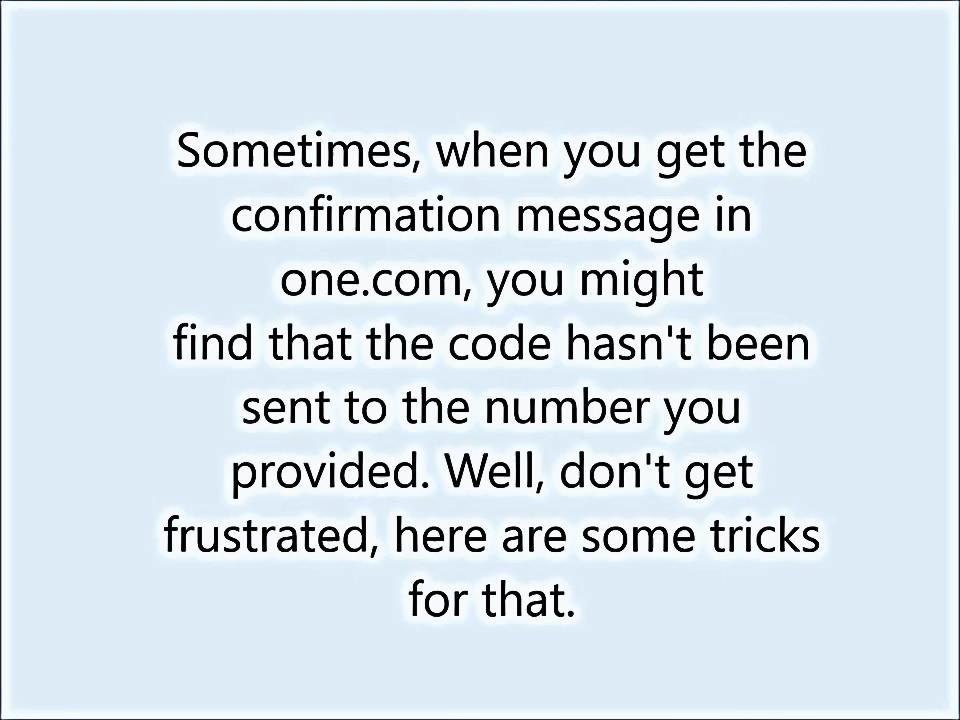 Sometimes, when you get the
confirmation message in
one.com, you might
find that the code hasn't been
sent to the number you
provided. Well, don't get
frustrated, here are some tricks
for that.